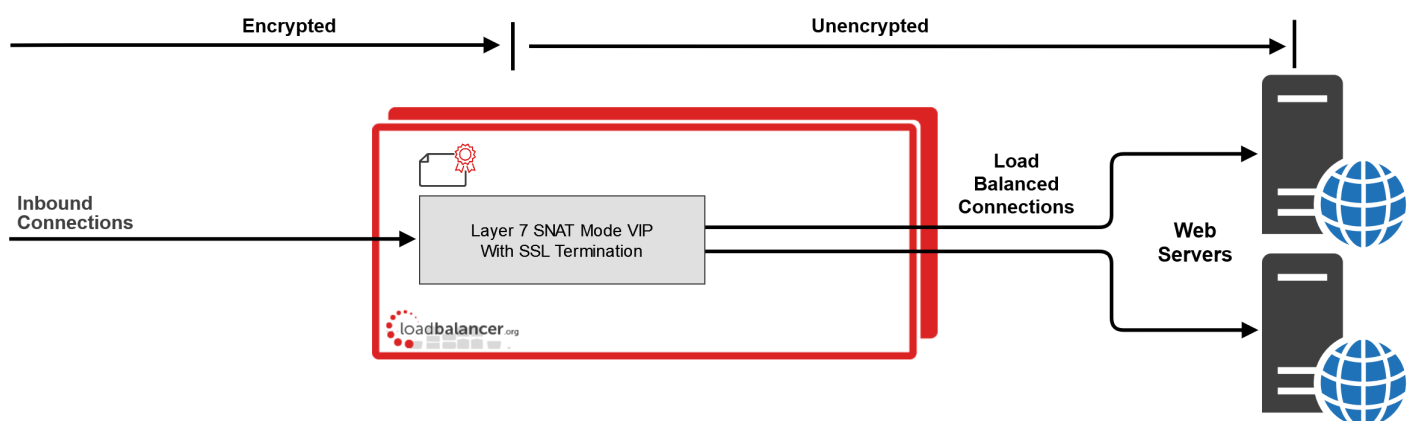 Encrypted
Unencrypted
Inbound
Connections
Layer 7 SNAT Mode VIP
With SSL Termination
loadbalancer.org
Load
Balanced
Connections
Web
Servers